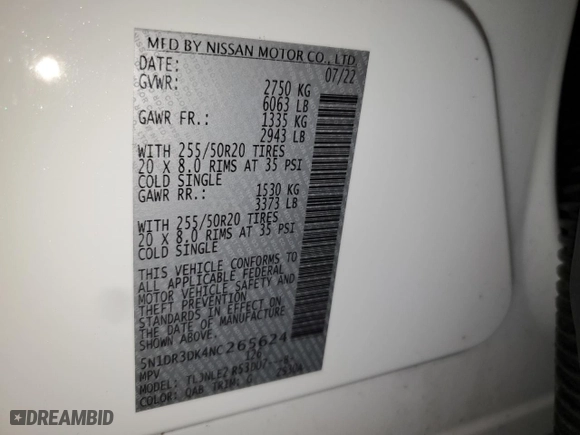 MFD BY NISSAN MOTOR CO., LTD.
DATE: 07/22
GVWR: 2750 KG
6063 LB
GAWR FR.: 1335 KG
2943 LB
WITH 255/50R20 TIRES
20 X 8.0 RIMS AT 35 PSI
COLD SINGLE
GAWR RR.: 1530 KG
3373 LB
WITH 255/50R20 TIRES
20 X 8.0 RIMS AT 35 PSI
COLD SINGLE
THIS VEHICLE CONFORMS TO
ALL APPLICABLE FEDERAL
MOTOR VEHICLE SAFETY AND
THEFT PREVENTION
STANDARDS IN EFFECT ON
THE DATE OF MANUFACTURE
SHOWN ABOVE.
5N1DR3DK4NC265624
MPV
MODEL:
COLOR: QAB TRIM:
DREAMBID